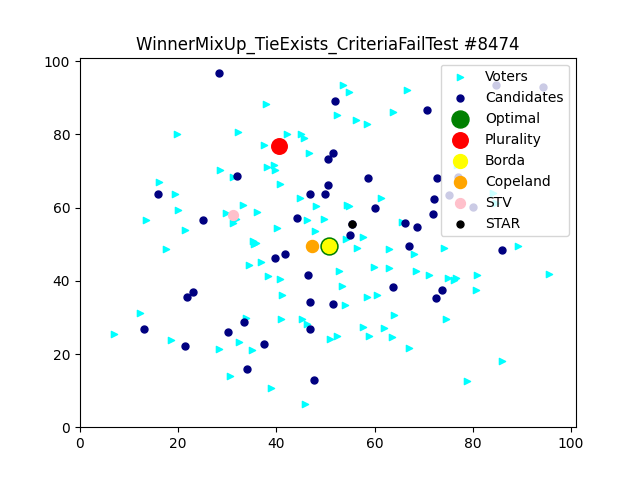 WinnerMixUp_TieExists_CriteriaFailTest #8474
100
80
60
40
20
0
0 20 40 60 80 100
Voters
Candidates
Optimal
Plurality
Borda
Copeland
STV
STAR